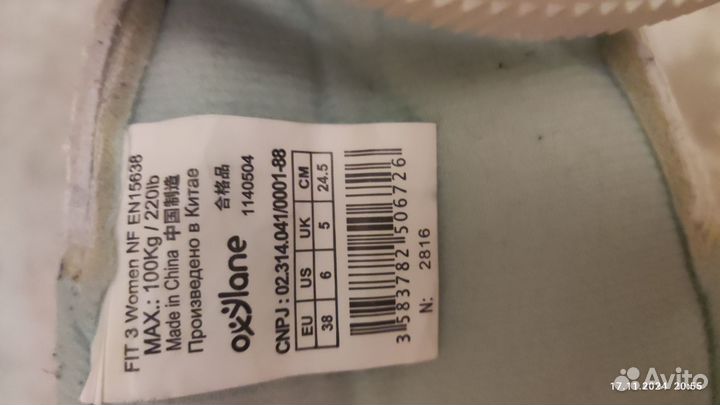 FIT 3 Women NF EN15638
MAX.: 100Kg / 220lb
Made in China 中国制造
Произведено в Китае
oxylane
合格品
1140504
CNPJ : 02.314.041/0001-88
EU US UK CM
38 6 5 24.5
3 583782 506726
N: 2816
17.11.2024 20:55
Avito